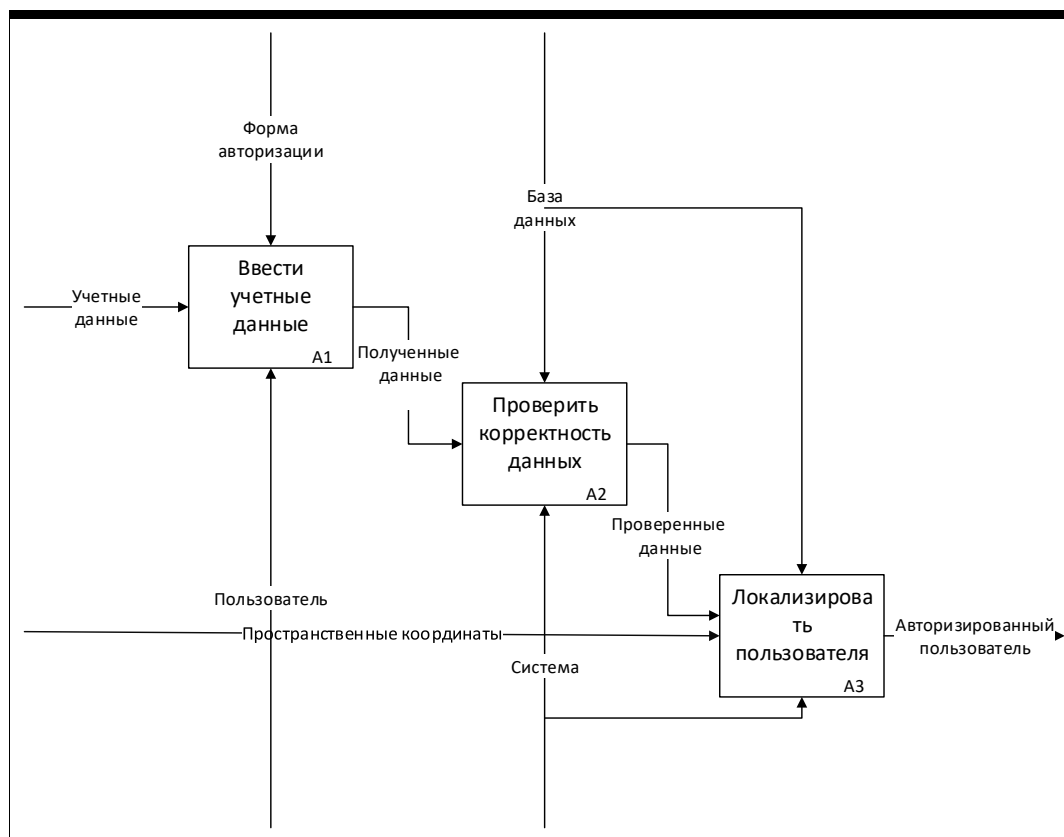 Форма
авторизации
База
данных
Ввести
учетные
данные
A1
Учетные
данные
Полученные
данные
Проверить
корректность
данных
A2
Проверенные
данные
Пользователь
Пространственные координаты
Система
Локализирова
ть
пользователя
A3
Авторизированный
пользователь